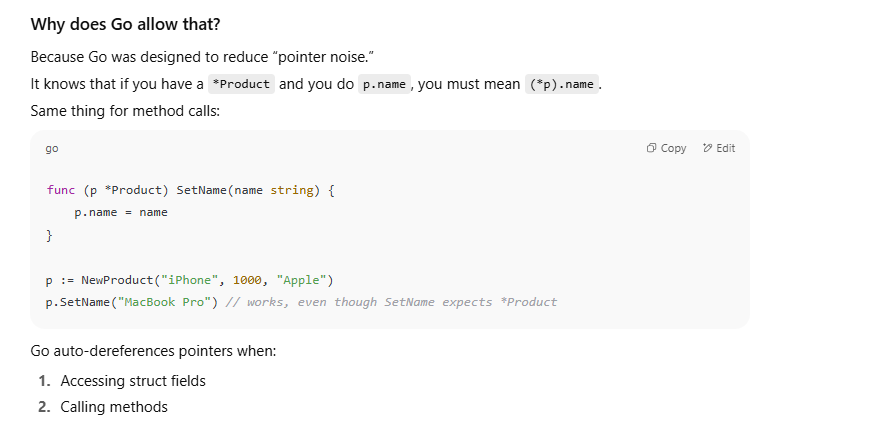 Why does Go allow that?
Because Go was designed to reduce “pointer noise.”
It knows that if you have a *Product and you do p.name, you must mean (*p).name.
Same thing for method calls:
go
Copy
Edit
func (p *Product) SetName(name string) {
    p.name = name
}
p := NewProduct("iPhone", 1000, "Apple")
p.SetName("MacBook Pro") // works, even though SetName expects *Product
Go auto-dereferences pointers when:
1. Accessing struct fields
2. Calling methods